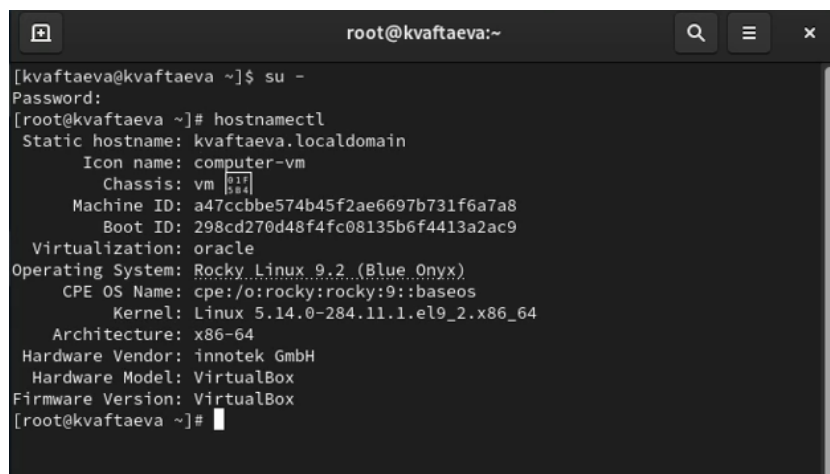 root@kvaftaeva:~
[kvaftaeva@kvaftaeva ~]$ su -
Password:
[root@kvaftaeva ~]# hostnamectl
Static hostname: kvaftaeva.localdomain
Icon name: computer-vm
Chassis: vm 🖴
Machine ID: a47ccbbe574b45f2ae6697b731f6a7a8
Boot ID: 298cd270d48f4fc08135b6f4413a2ac9
Virtualization: oracle
Operating System: Rocky Linux 9.2 (Blue Onyx)
CPE OS Name: cpe:/o:rocky:rocky:9::baseos
Kernel: Linux 5.14.0-284.11.1.el9_2.x86_64
Architecture: x86-64
Hardware Vendor: innotek GmbH
Hardware Model: VirtualBox
Firmware Version: VirtualBox
[root@kvaftaeva ~]#